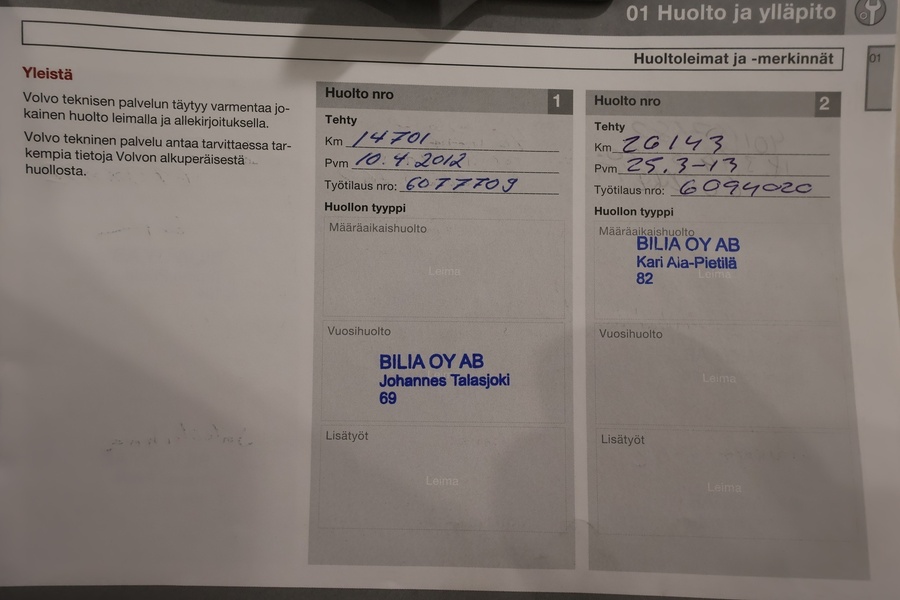 01 Huolto ja ylläpito
Huoltoleimat ja -merkinnät
01
Yleistä
Volvo teknisen palvelun täytyy varmentaa jo-
kainen huolto leimalla ja allekirjoituksella.
Volvo tekninen palvelu antaa tarvittaessa tar-
kempia tietoja Volvon alkuperäisestä
huollosta.
Huolto nro 1
Tehty
Km 14701
Pvm 10.4.2012
Työtilaus nro: 6077709
Huollon tyyppi
Määräaikaishuolto
Leima
Vuosihuolto
BILIA OY AB
Johannes Talasjoki
69
Lisätyöt
Leima
Huolto nro 2
Tehty
Km 26143
Pvm 25.3-13
Työtilaus nro: 6094020
Huollon tyyppi
Määräaikaishuolto
BILIA OY AB
Kari Ala-Pietilä
Leima
82
Vuosihuolto
Leima
Lisätyöt
Leima